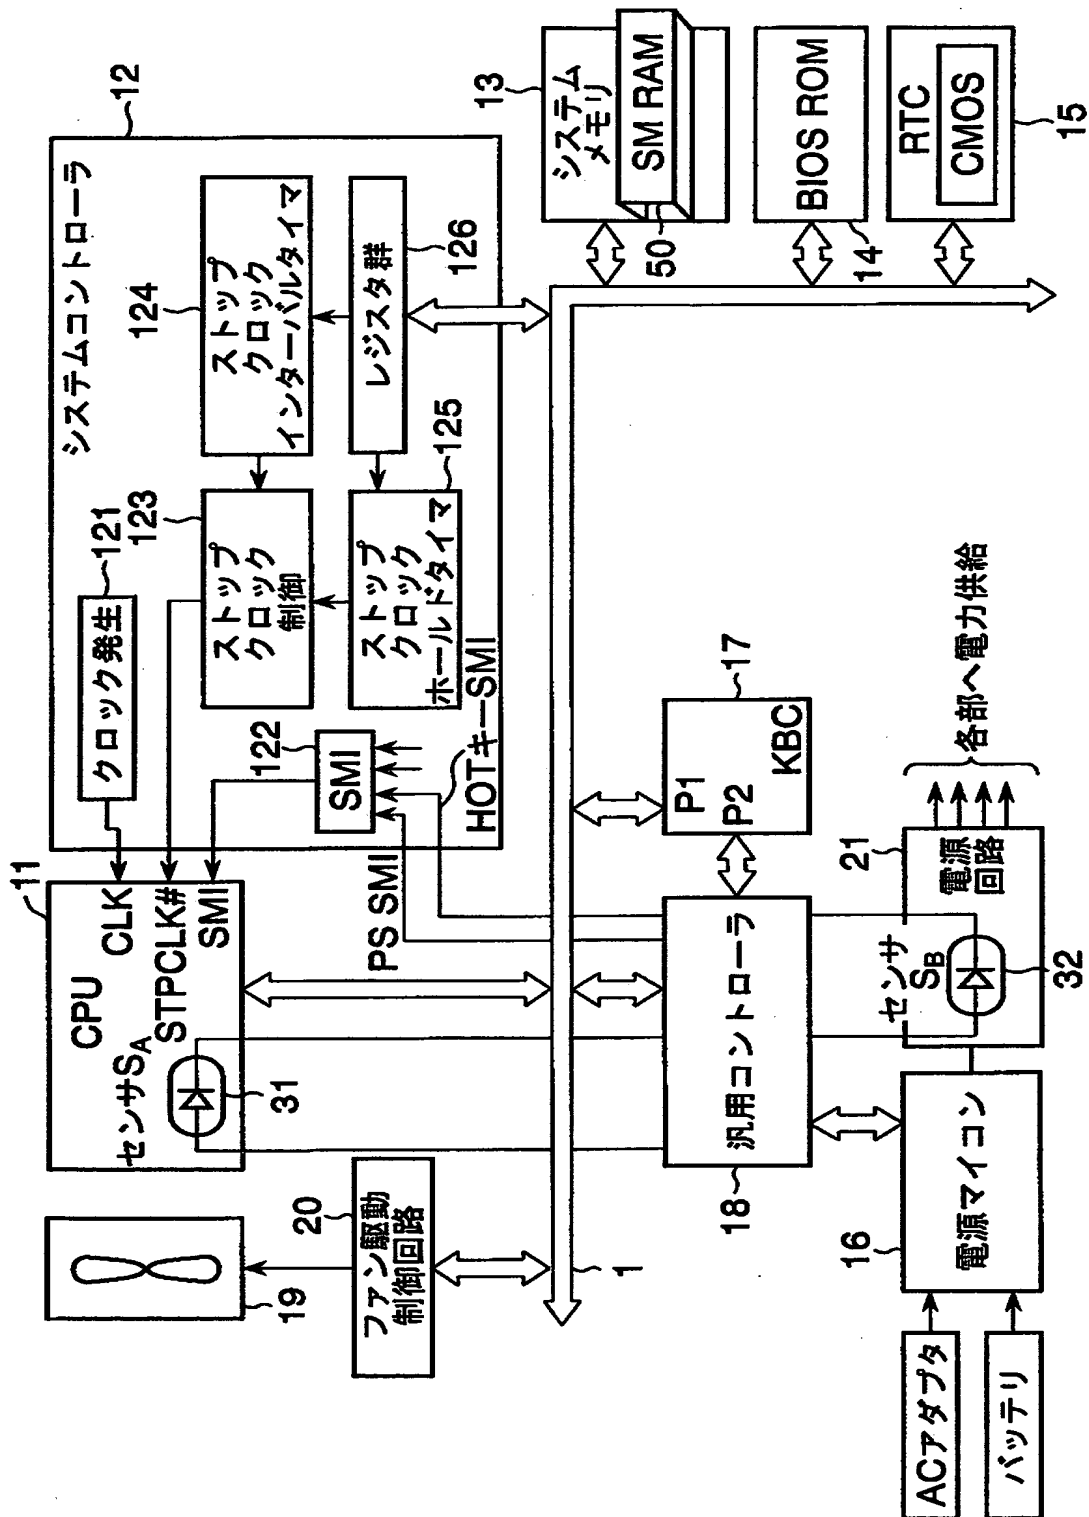 11
CPU
CLK
STPCLK#
SMI
センサSA
31
19
ファン駆動
制御回路
20
システムコントローラ
12
クロック発生
121
SMI
122
ストップ
クロック
制御
123
ストップ
クロック
インターバルタイマ
124
ストップ
クロック
ホールドタイマ
125
レジスタ群
126
PS SMI
HOTキーSMI
1
システム
メモリ
13
SM RAM
50
BIOS ROM
14
RTC
CMOS
15
汎用コントローラ
18
P1
P2
KBC
17
ACアダプタ
バッテリ
電源マイコン
16
センサ
SB
32
電源
回路
21
各部へ電力供給